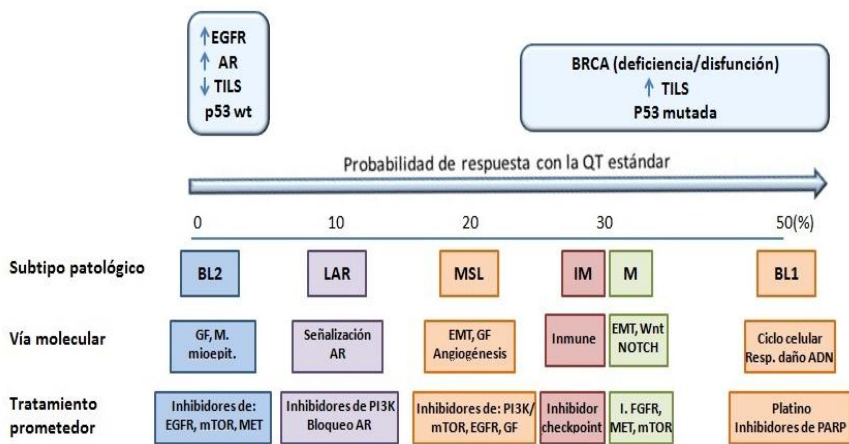 ↑EGFR
↑ AR
↓ TILS
p53 wt
BRCA (deficiencia/disfunción)
↑ TILS
P53 mutada
Probabilidad de respuesta con la QT estándar
0 10 20 30 50(%)
Subtipo patológico
BL2 LAR MSL IM M BL1
Vía molecular
GF, M.
mioepit.
Señalización
AR
EMT, GF
Angiogénesis
Inmune
EMT, Wnt
NOTCH
Ciclo celular
Resp. daño ADN
Tratamiento
prometedor
Inhibidores de:
EGFR, mTOR, MET
Inhibidores de PI3K
Bloqueo AR
Inhibidores de: PI3K/
mTOR, EGFR, GF
Inhibidor
checkpoint
I. FGFR,
MET, mTOR
Platino
Inhibidores de PARP